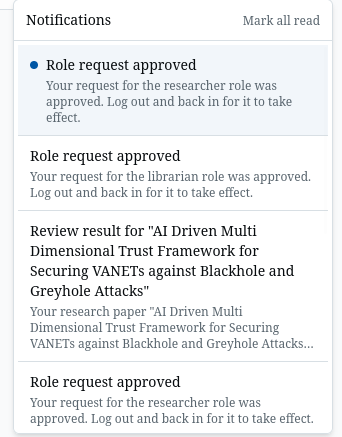 Notifications
Mark all read
Role request approved
Your request for the researcher role was
approved. Log out and back in for it to take
effect.
Role request approved
Your request for the librarian role was approved.
Log out and back in for it to take effect.
Review result for "AI Driven Multi
Dimensional Trust Framework for
Securing VANETs against Blackhole and
Greyhole Attacks"
Your research paper "AI Driven Multi
Dimensional Trust Framework for Securing
VANETs against Blackhole and Greyhole Attacks...
Role request approved
Your request for the researcher role was
approved. Log out and back in for it to take effect.